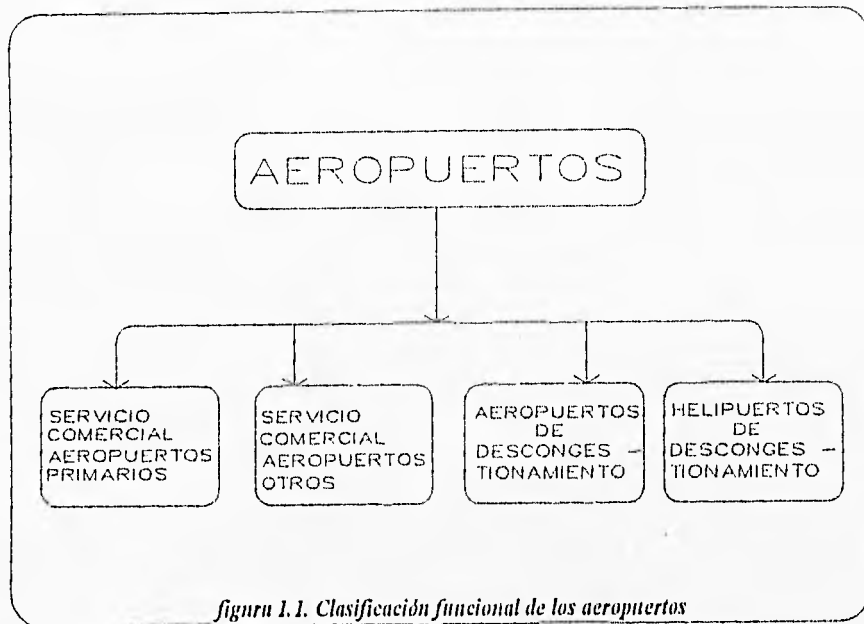 AEROPUERTOS
SERVICIO
COMERCIAL
AEROPUERTOS
PRIMARIOS
SERVICIO
COMERCIAL
AEROPUERTOS
OTROS
AEROPUERTOS
DE
DESCONGES -
TIONAMIENTO
HELIPUERTOS
DE
DESCONGES -
TIONAMIENTO
figura 1.1. Clasificación funcional de los aeropuertos